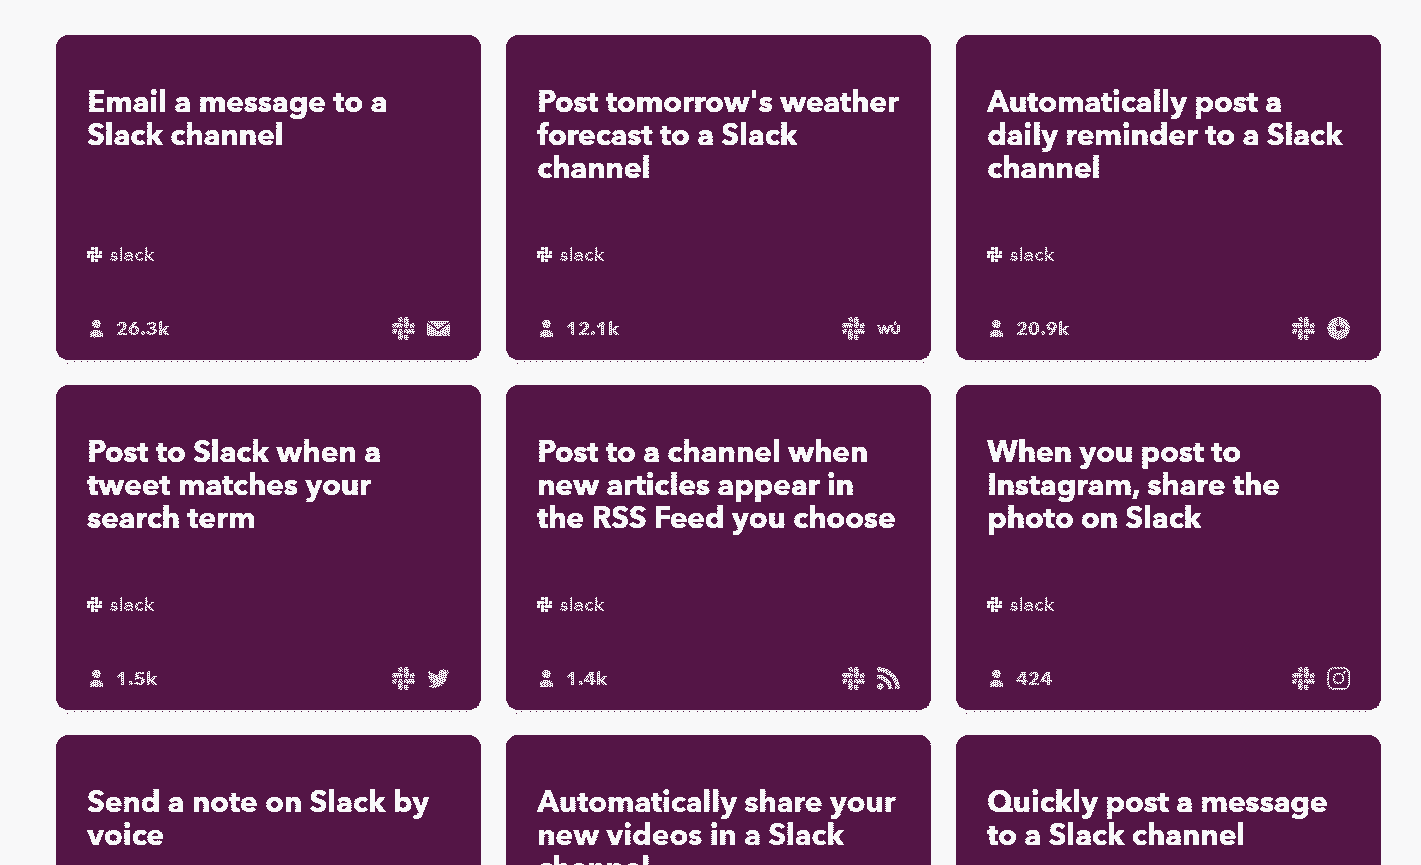 Email a message to a
Slack channel
slack
26.3k
Post tomorrow's weather
forecast to a Slack
channel
slack
12.1k
wü
Automatically post a
daily reminder to a Slack
channel
slack
20.9k
Post to Slack when a
tweet matches your
search term
slack
1.5k
Post to a channel when
new articles appear in
the RSS Feed you choose
slack
1.4k
When you post to
Instagram, share the
photo on Slack
slack
424
Send a note on Slack by
voice
Automatically share your
new videos in a Slack
channel
Quickly post a message
to a Slack channel